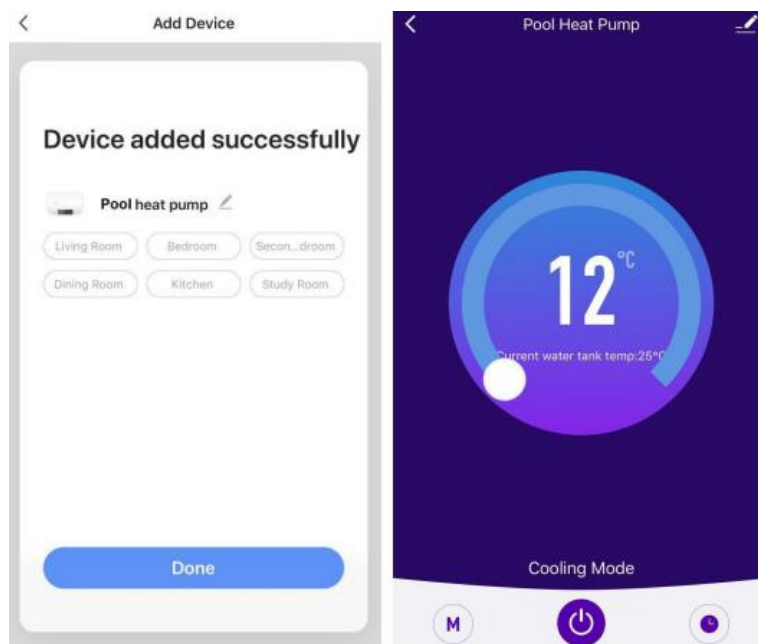 Add Device
Device added successfully
Pool heat pump
Living Room Bedroom Secon...droom
Dining Room Kitchen Study Room
Done
Pool Heat Pump
12°C
Current water tank temp:25°C
Cooling Mode
M